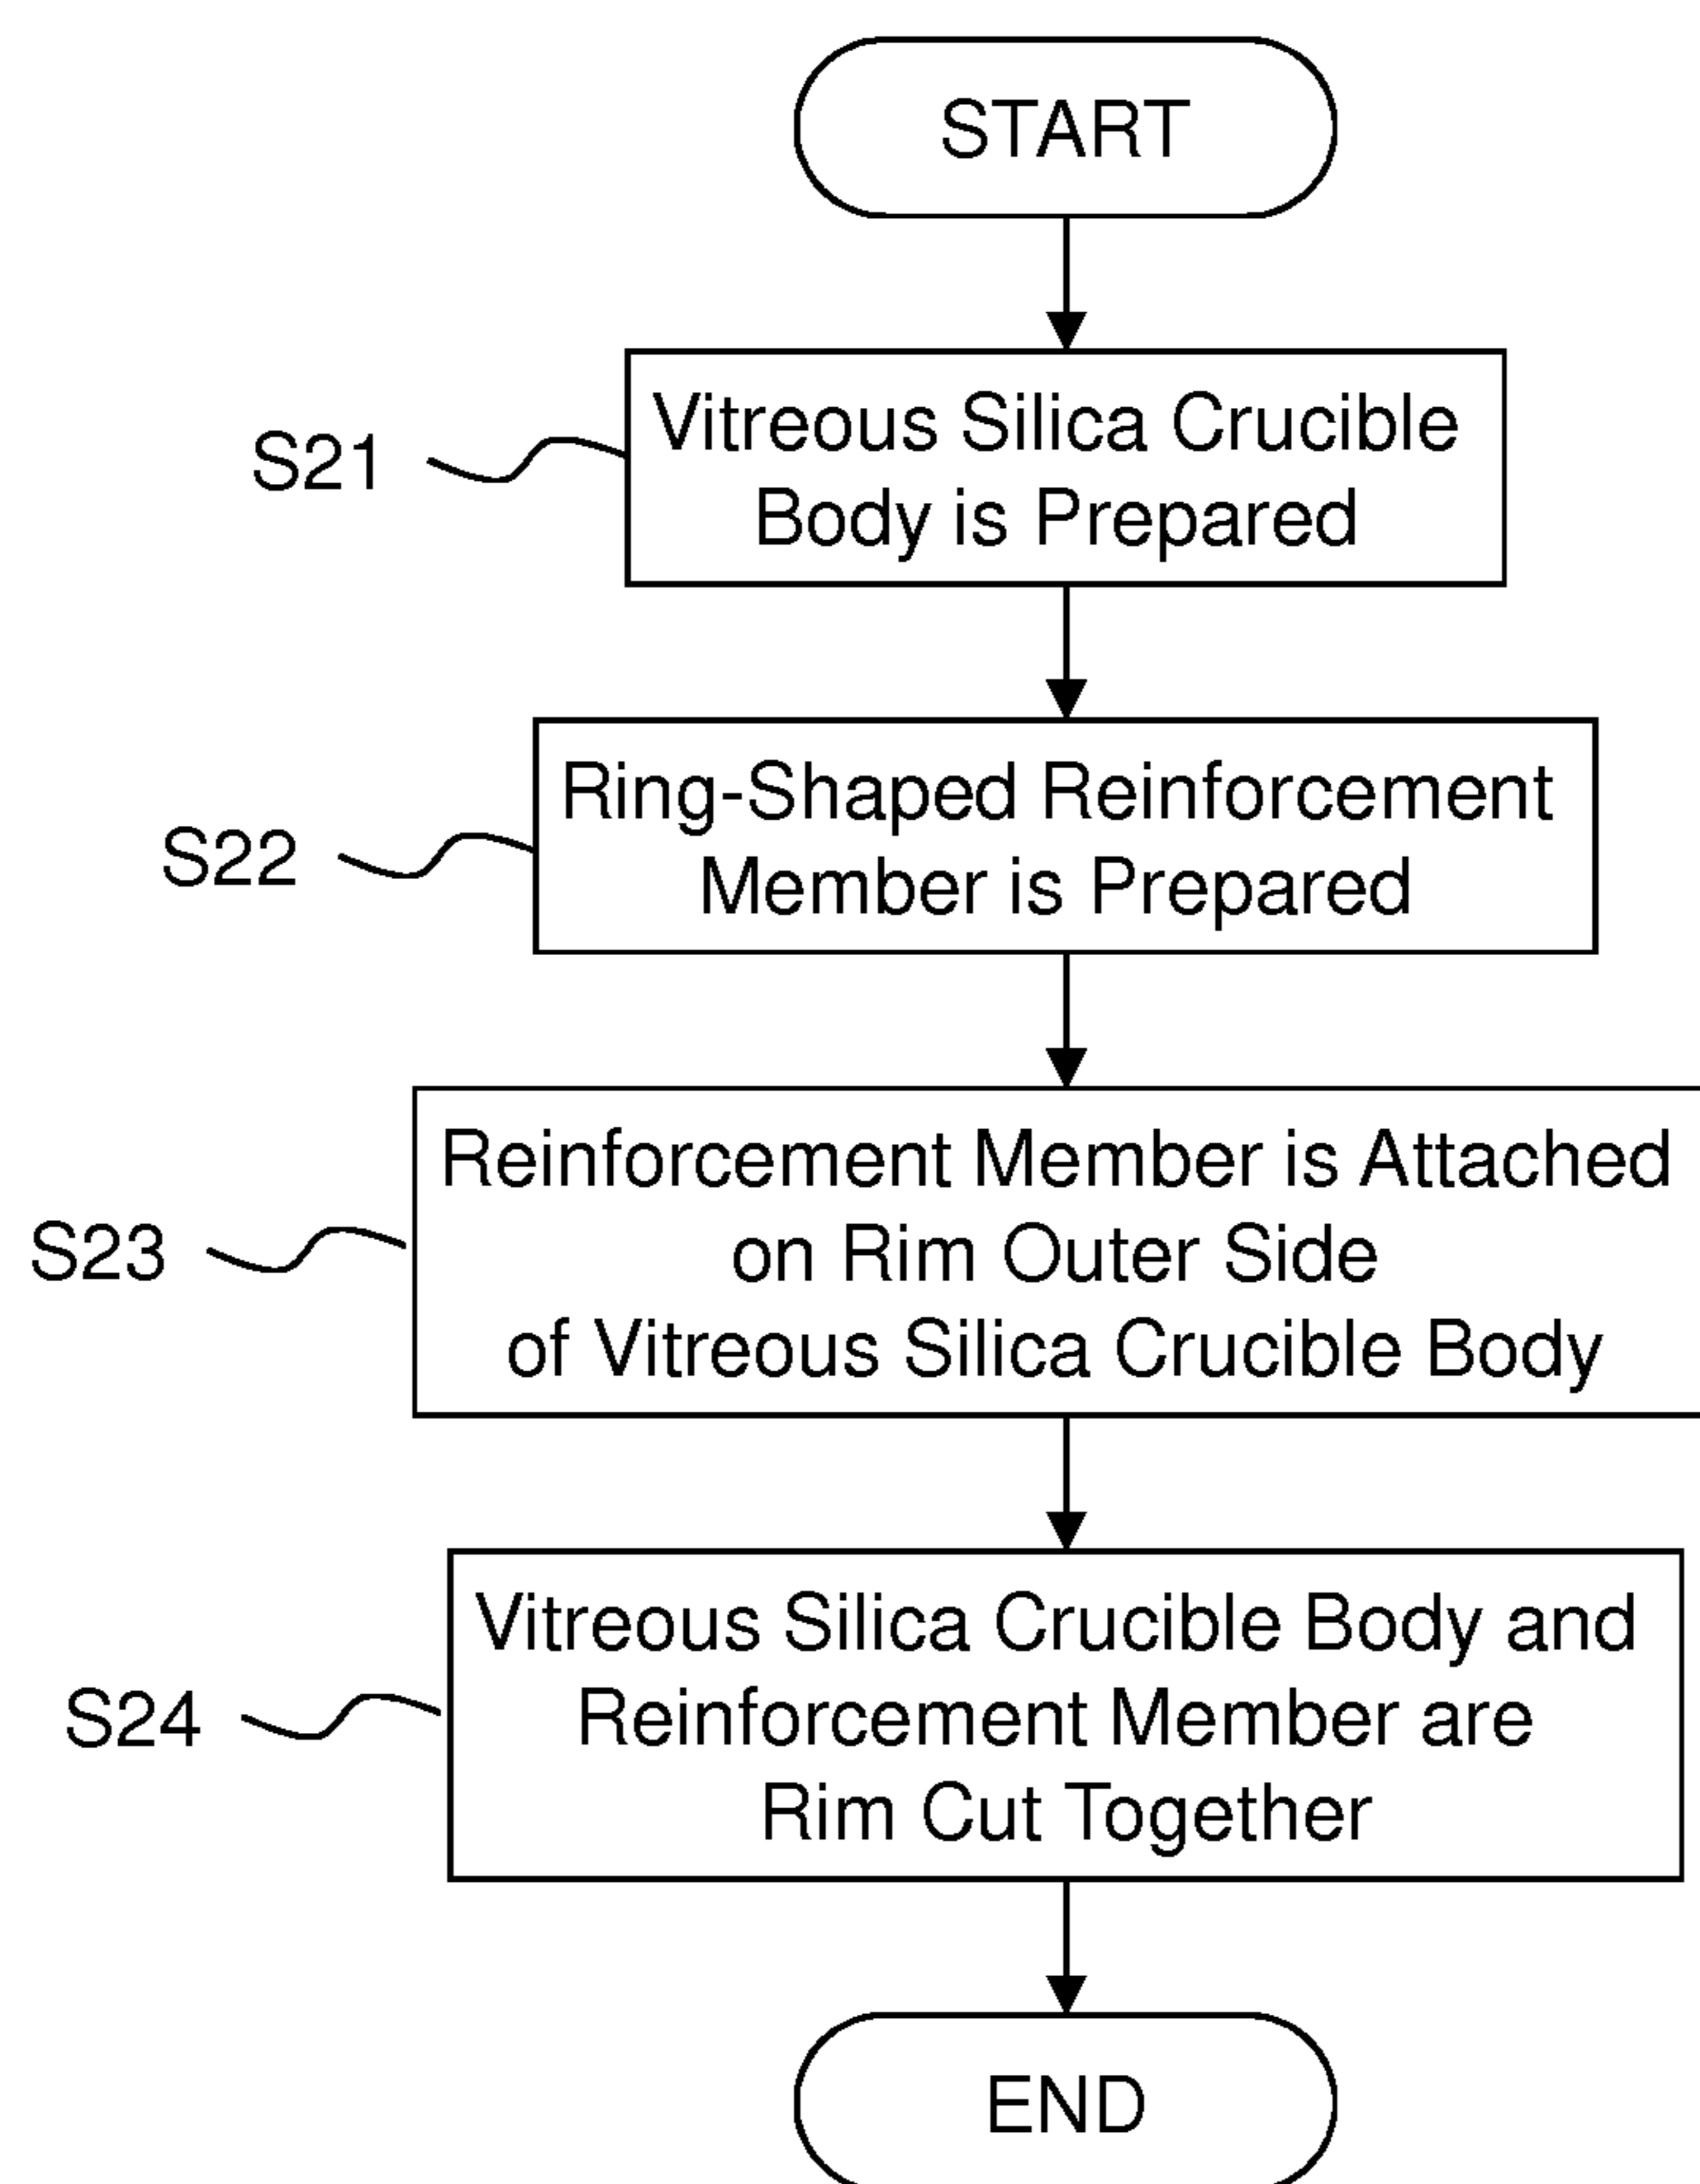 START
S21
Vitreous Silica Crucible
Body is Prepared
S22
Ring-Shaped Reinforcement
Member is Prepared
S23
Reinforcement Member is Attached
on Rim Outer Side
of Vitreous Silica Crucible Body
S24
Vitreous Silica Crucible Body and
Reinforcement Member are
Rim Cut Together
END